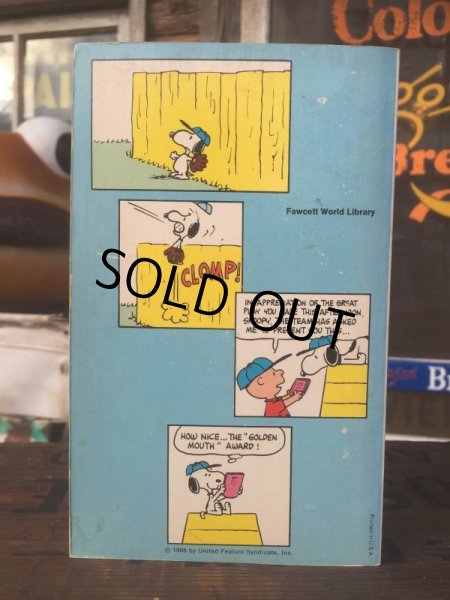 Colo
Bre
Fawcett World Library
CLOMP!
SOLD OUT
IN APPRECIATION OF THE GREAT
PLAY YOU MADE THIS AFTERNOON,
SNOOPY, THE TEAM HAS ASKED
ME TO PRESENT YOU THIS...
B
HOW NICE... THE "GOLDEN
MOUTH" AWARD!
Printed in U.S.A.
© 1968 by United Feature Syndicate, Inc.